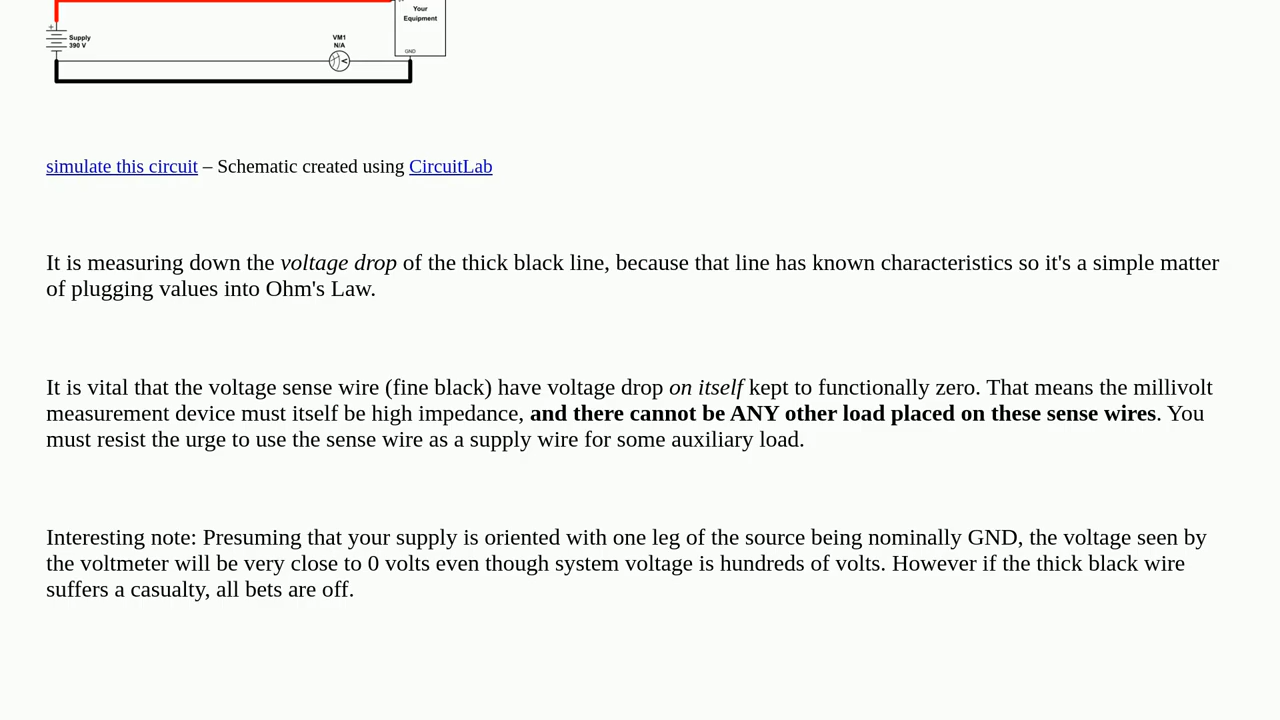 Your
Equipment
+
Supply
390 V
VM1
N/A
GND
simulate this circuit – Schematic created using CircuitLab
It is measuring down the voltage drop of the thick black line, because that line has known characteristics so it's a simple matter
of plugging values into Ohm's Law.
It is vital that the voltage sense wire (fine black) have voltage drop on itself kept to functionally zero. That means the millivolt
measurement device must itself be high impedance, and there cannot be ANY other load placed on these sense wires. You
must resist the urge to use the sense wire as a supply wire for some auxiliary load.
Interesting note: Presuming that your supply is oriented with one leg of the source being nominally GND, the voltage seen by
the voltmeter will be very close to 0 volts even though system voltage is hundreds of volts. However if the thick black wire
suffers a casualty, all bets are off.